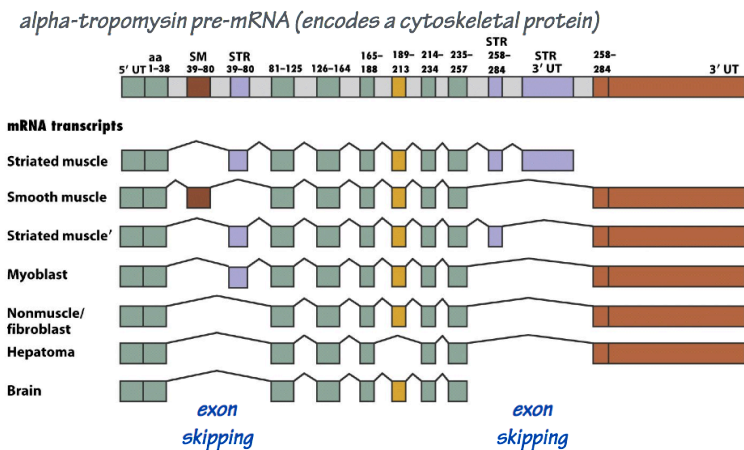 alpha-tropomysin pre-mRNA (encodes a cytoskeletal protein)
5' UT
aa 1–38
SM 39–80
STR 39–80
81–125
126–164
165–188
189–213
214–234
235–257
STR 258–284
STR 3' UT
258–284
3' UT
mRNA transcripts
Striated muscle
Smooth muscle
Striated muscle'
Myoblast
Nonmuscle/
fibroblast
Hepatoma
Brain
exon
skipping
exon
skipping